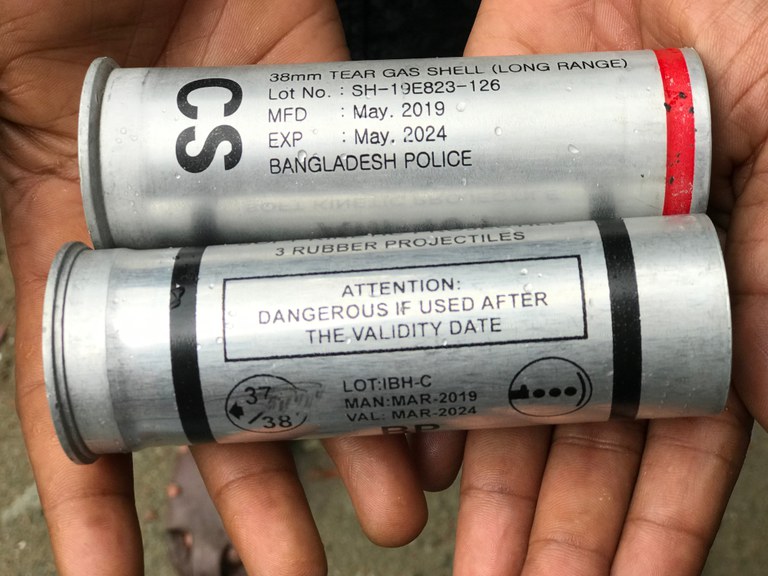 CS
38mm TEAR GAS SHELL (LONG RANGE)
Lot No. : SH-19E823-126
MFD : May. 2019
EXP : May. 2024
BANGLADESH POLICE
3 RUBBER PROJECTILES
ATTENTION:
DANGEROUS IF USED AFTER
THE VALIDITY DATE
37
/38
LOT:IBH-C
MAN:MAR-2019
VAL: MAR-2024
BP